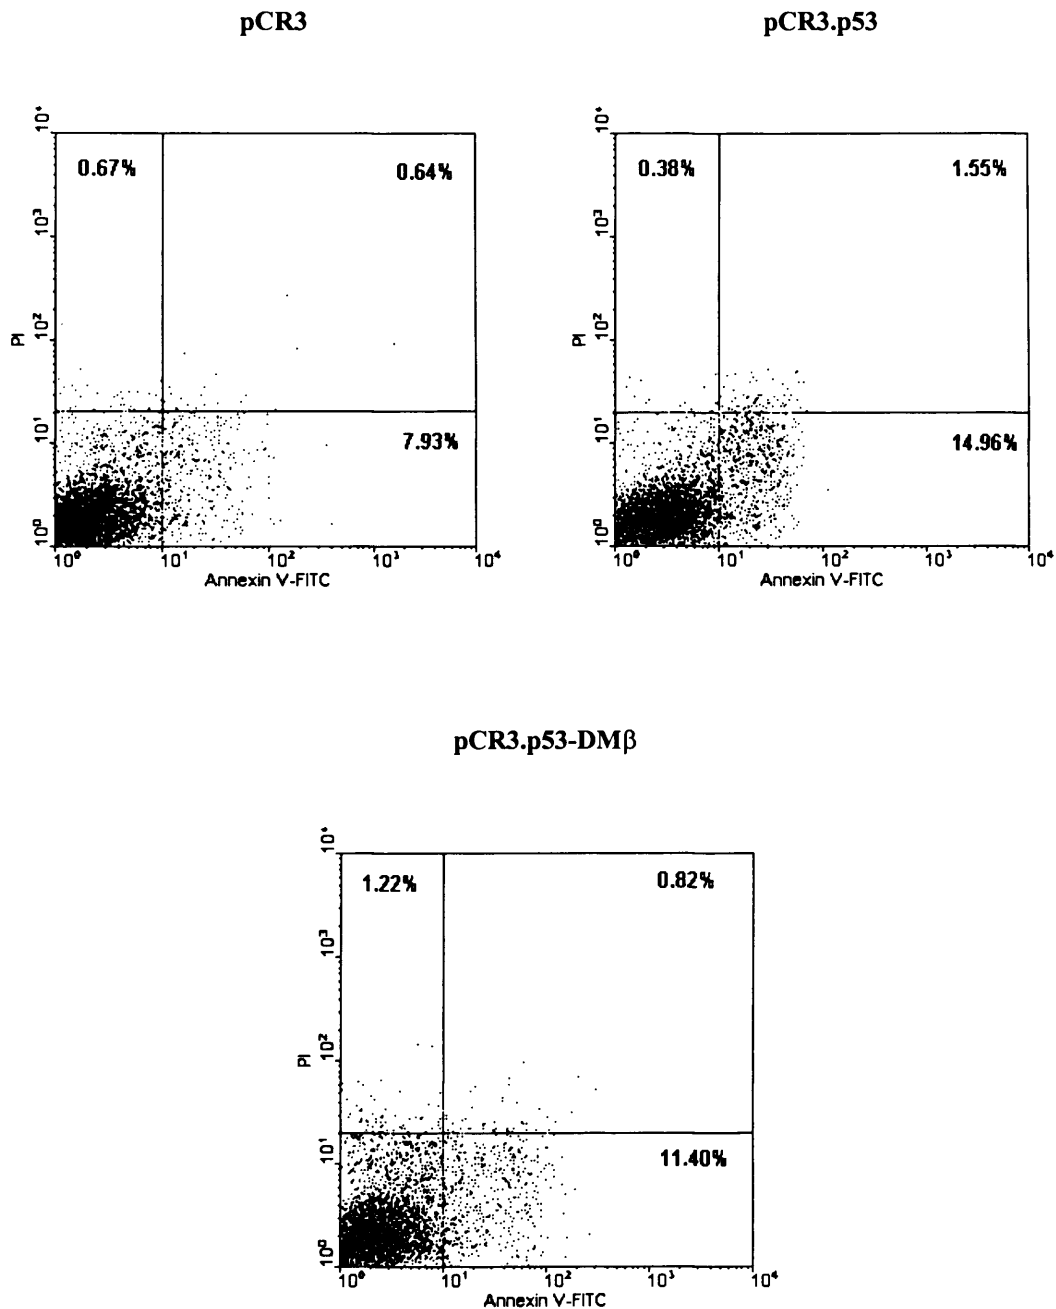 pCR3
pCR3.p53
10⁴
0.67%
0.64%
10³
10²
PI
10¹
7.93%
10⁰
10⁰ 10¹ 10² 10³ 10⁴
Annexin V-FITC
10⁴
0.38%
1.55%
10³
10²
PI
10¹
14.96%
10⁰
10⁰ 10¹ 10² 10³ 10⁴
Annexin V-FITC
pCR3.p53-DMβ
10⁴
1.22%
0.82%
10³
10²
PI
10¹
11.40%
10⁰
10⁰ 10¹ 10² 10³ 10⁴
Annexin V-FITC